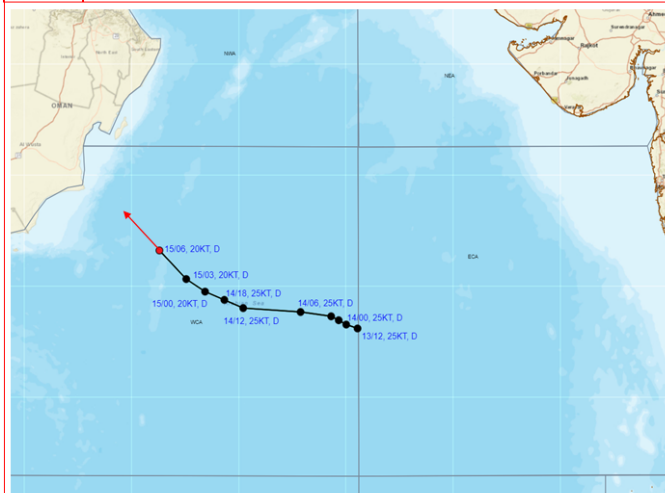 NWA
NEA
Rajkot
Porbandar
Junagadh
OMAN
ECA
WCA
15/06, 20KT, D
15/03, 20KT, D
15/00, 20KT, D
14/18, 25KT, D
14/12, 25KT, D
14/06, 25KT, D
14/00, 25KT, D
13/12, 25KT, D